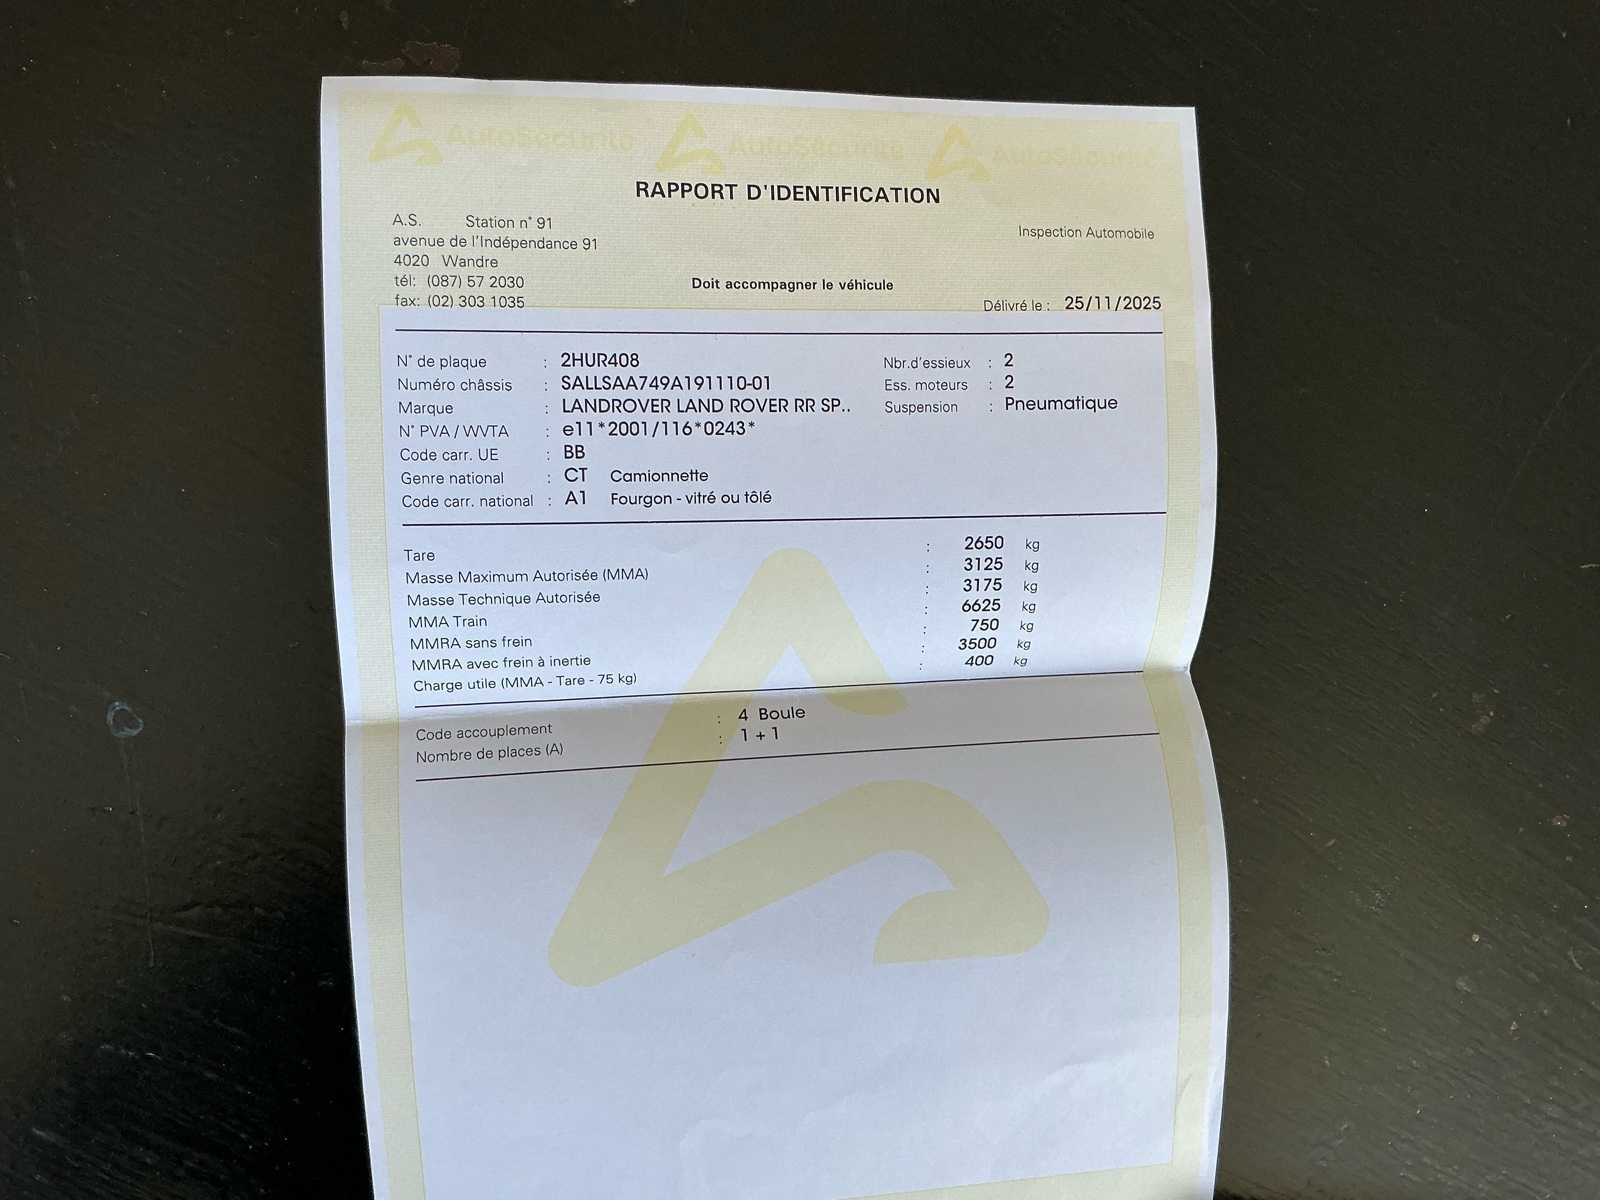 AutoSécurité AutoSécurité AutoSécurité
RAPPORT D'IDENTIFICATION
A.S. Station n° 91
avenue de l'Indépendance 91
4020 Wandre
tél: (087) 57 2030
fax: (02) 303 1035
Inspection Automobile
Doit accompagner le véhicule
Délivré le : 25/11/2025
N° de plaque : 2HUR408
Numéro châssis : SALLSAA749A191110-01
Marque : LANDROVER LAND ROVER RR SP..
N° PVA / WVTA : e11*2001/116*0243*
Code carr. UE : BB
Genre national : CT Camionnette
Code carr. national : A1 Fourgon - vitré ou tôlé
Nbr.d'essieux : 2
Ess. moteurs : 2
Suspension : Pneumatique
Tare : 2650 kg
Masse Maximum Autorisée (MMA) : 3125 kg
Masse Technique Autorisée : 3175 kg
MMA Train : 6625 kg
MMRA sans frein : 750 kg
MMRA avec frein à inertie : 3500 kg
Charge utile (MMA - Tare - 75 kg) : 400 kg
Code accouplement : 4 Boule
Nombre de places (A) : 1 + 1